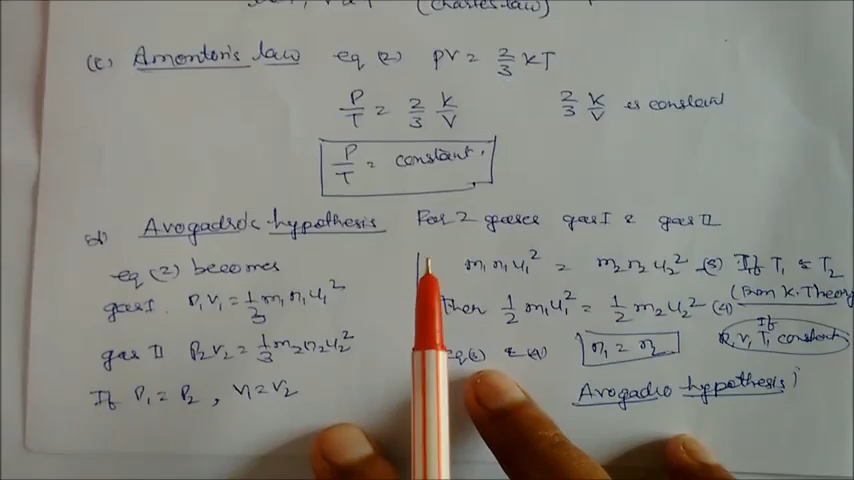 (Charles law)
(c) Amonton's law eq (2) PV = 2/3 KT
P/T = 2/3 K/V 2/3 K/V is constant
P/T = constant.
d) Avogadro's hypothesis For 2 gases gas I & gas II
eq (2) becomes
gas I. P₁V₁ = 1/3 m₁n₁u₁²
gas II P₂V₂ = 1/3 m₂n₂u₂²
If P₁ = P₂, V₁ = V₂
m₁n₁u₁² = m₂n₂u₂² -(3) If T₁ & T₂
(From K. Theory
Then 1/2 m₁u₁² = 1/2 m₂u₂² (4)
If
P, V, T, constant
eq(3) & (4) n₁ = n₂
Avogadro hypothesis